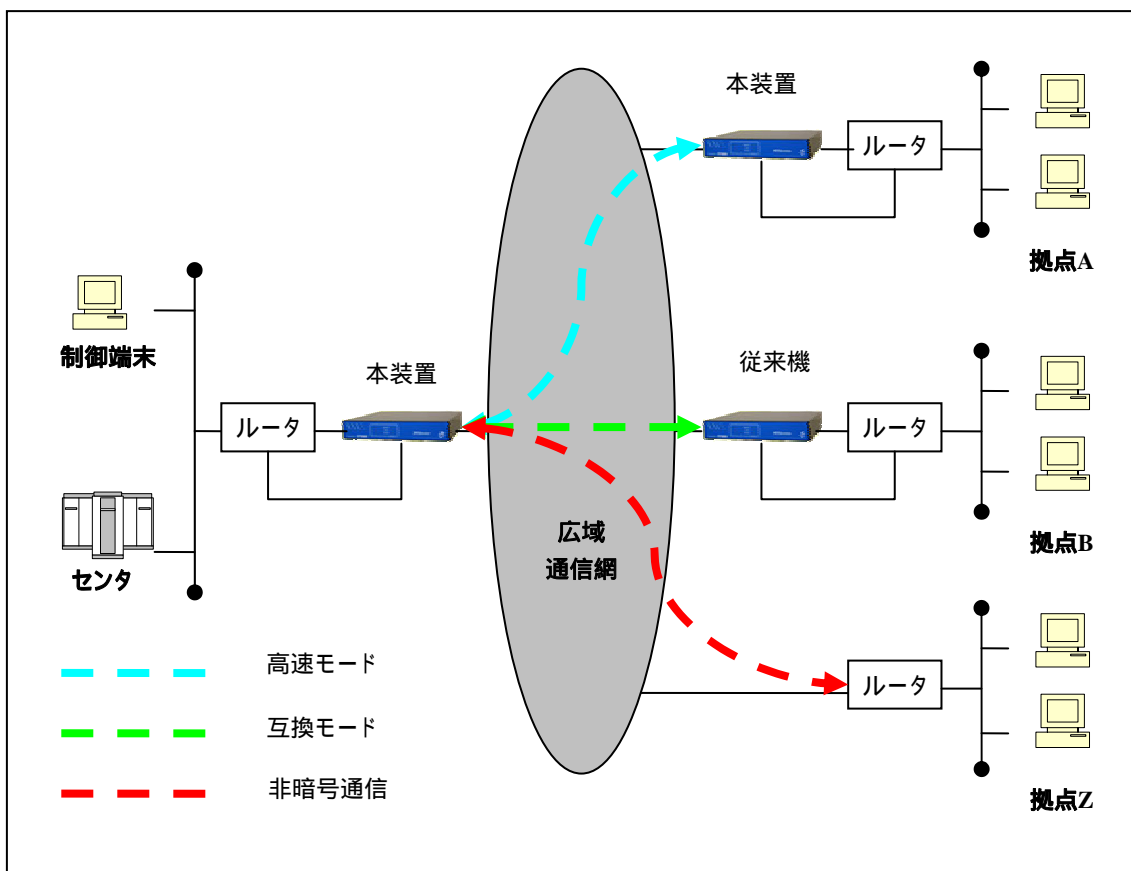 本装置
ルータ
拠点A
制御端末
本装置
従来機
ルータ
ルータ
広域
通信網
拠点B
センタ
高速モード
ルータ
互換モード
非暗号通信
拠点Z